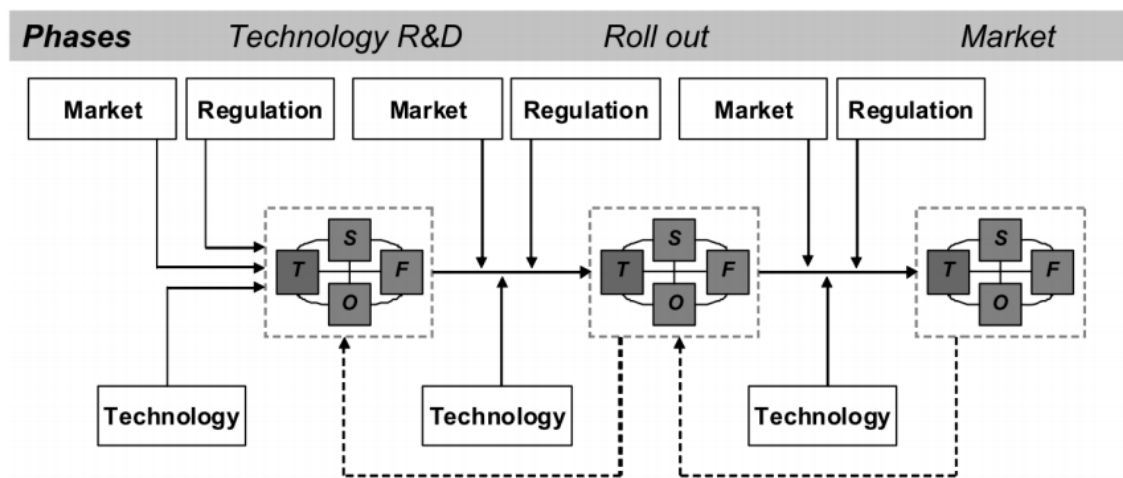 Phases Technology R&D Roll out Market
Market Regulation Market Regulation Market Regulation
S S S
T F T F T F
O O O
Technology Technology Technology